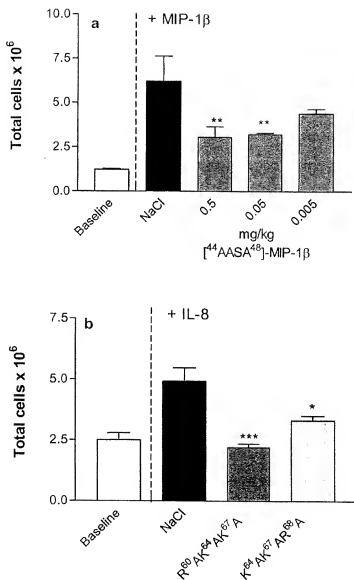 a
+ MIP-1β
Total cells x 10⁶
10.0
7.5
5.0
2.5
0.0
**
**
Baseline
NaCl
0.5
0.05
0.005
mg/kg
[⁴⁴AASA⁴⁸]-MIP-1β
b
+ IL-8
Total cells x 10⁶
7.5
5.0
2.5
0.0
***
*
Baseline
NaCl
R⁶⁰AK⁶⁴AK⁶⁷A
K⁶⁴AK⁶⁷AR⁶⁸A